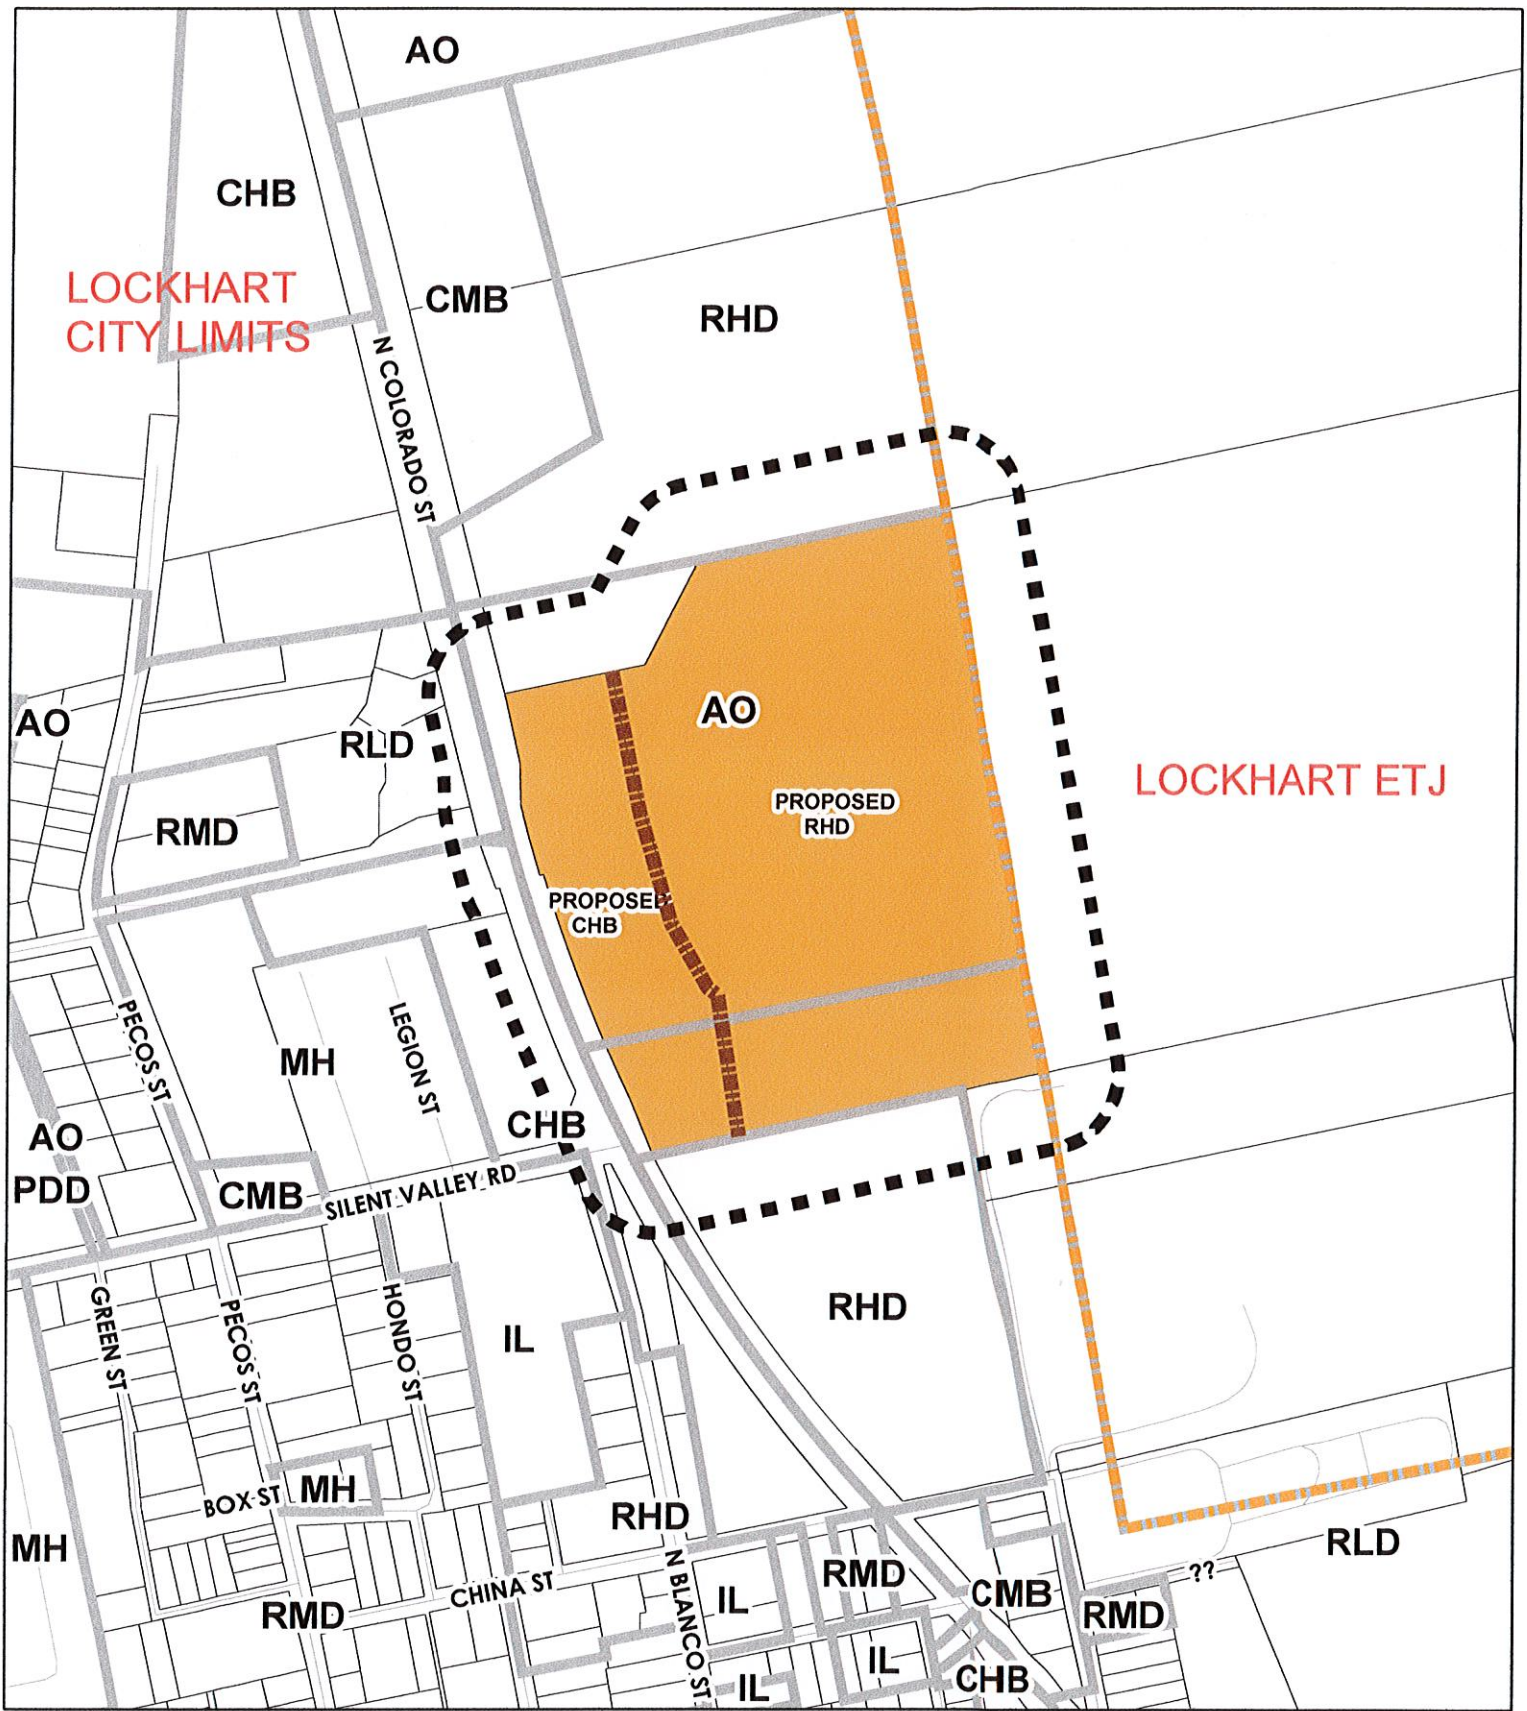 AO
CHB
LOCKHART
CITY LIMITS
CMB
RHD
N COLORADO ST
AO
AO
RLD
LOCKHART ETJ
PROPOSED
RHD
RMD
PROPOSED
CHB
PECOS ST
LEGION ST
MH
CHB
AO
PDD
CMB
SILENT VALLEY RD
GREEN ST
PECOS ST
HONDO ST
IL
RHD
BOX ST
MH
RHD
MH
RLD
??
CHINA ST
N BLANCO ST
RMD
CMB
IL
RMD
RMD
IL
CHB
IL